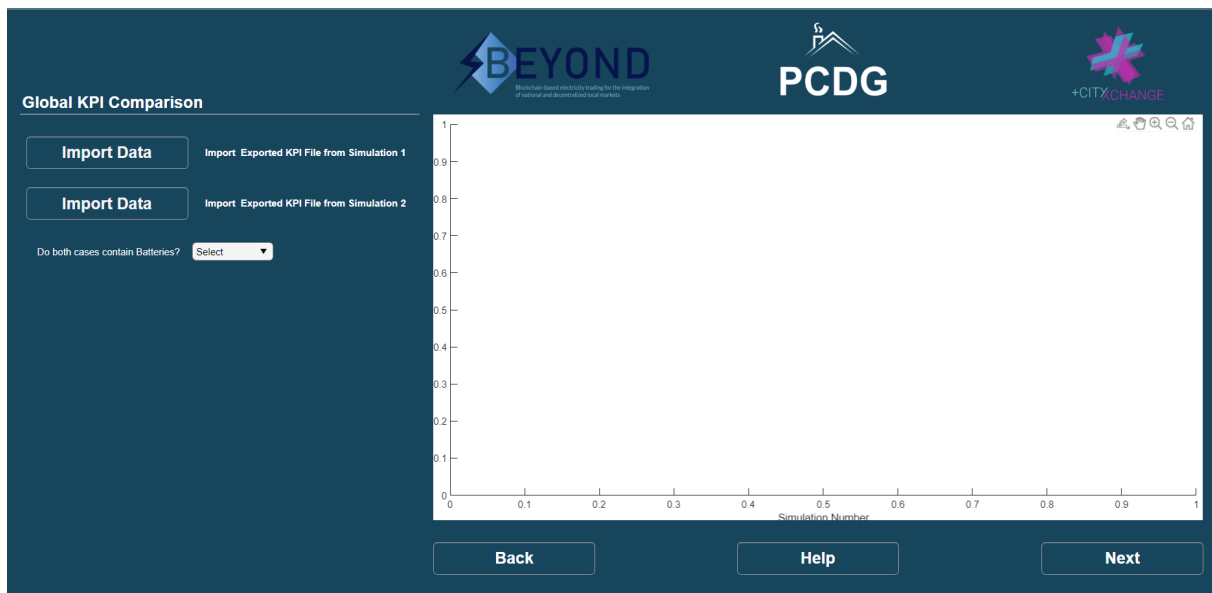 BEYOND
Blockchain-based electricity trading for the integration
of national and decentralized local markets
PCDG
+CITYXCHANGE
Global KPI Comparison
Import Data
Import Exported KPI File from Simulation 1
Import Data
Import Exported KPI File from Simulation 2
Do both cases contain Batteries?
Select
1
0.9
0.8
0.7
0.6
0.5
0.4
0.3
0.2
0.1
0
0 0.1 0.2 0.3 0.4 0.5 0.6 0.7 0.8 0.9 1
Simulation Number
Back
Help
Next